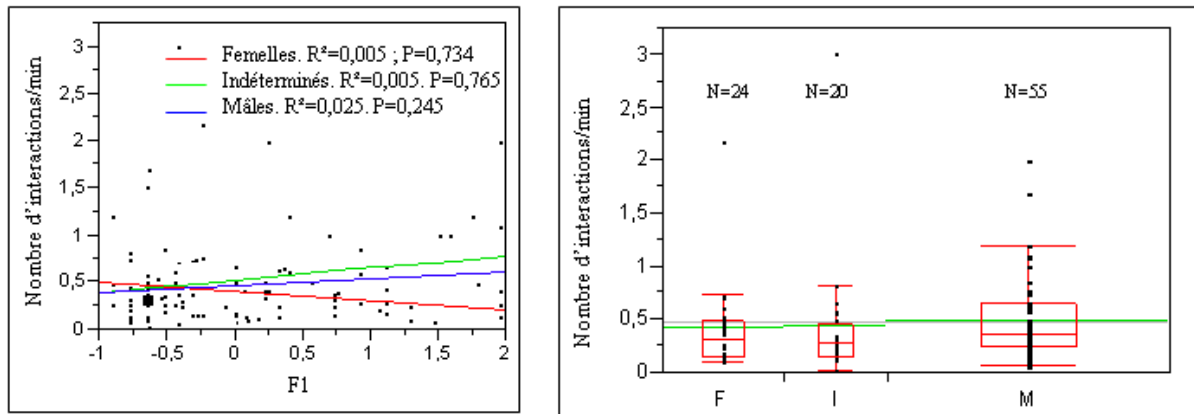 Nombre d'interactions/min
3
2,5
2
1,5
1
0,5
0
Femelles. R²=0,005 ; P=0,734
Indéterminés. R²=0,005. P=0,765
Mâles. R²=0,025. P=0,245
-1 -0,5 0 0,5 1 1,5 2
F1
Nombre d'interactions/min
3
2,5
2
1,5
1
0,5
0
N=24 N=20 N=55
F I M